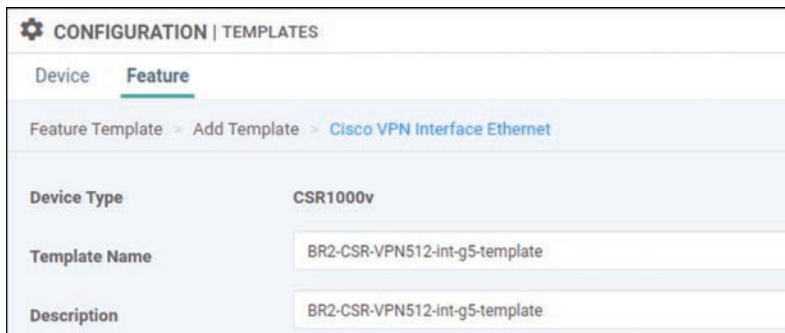 CONFIGURATION | TEMPLATES
Device Feature
Feature Template > Add Template > Cisco VPN Interface Ethernet
Device Type CSR1000v
Template Name BR2-CSR-VPN512-int-g5-template
Description BR2-CSR-VPN512-int-g5-template